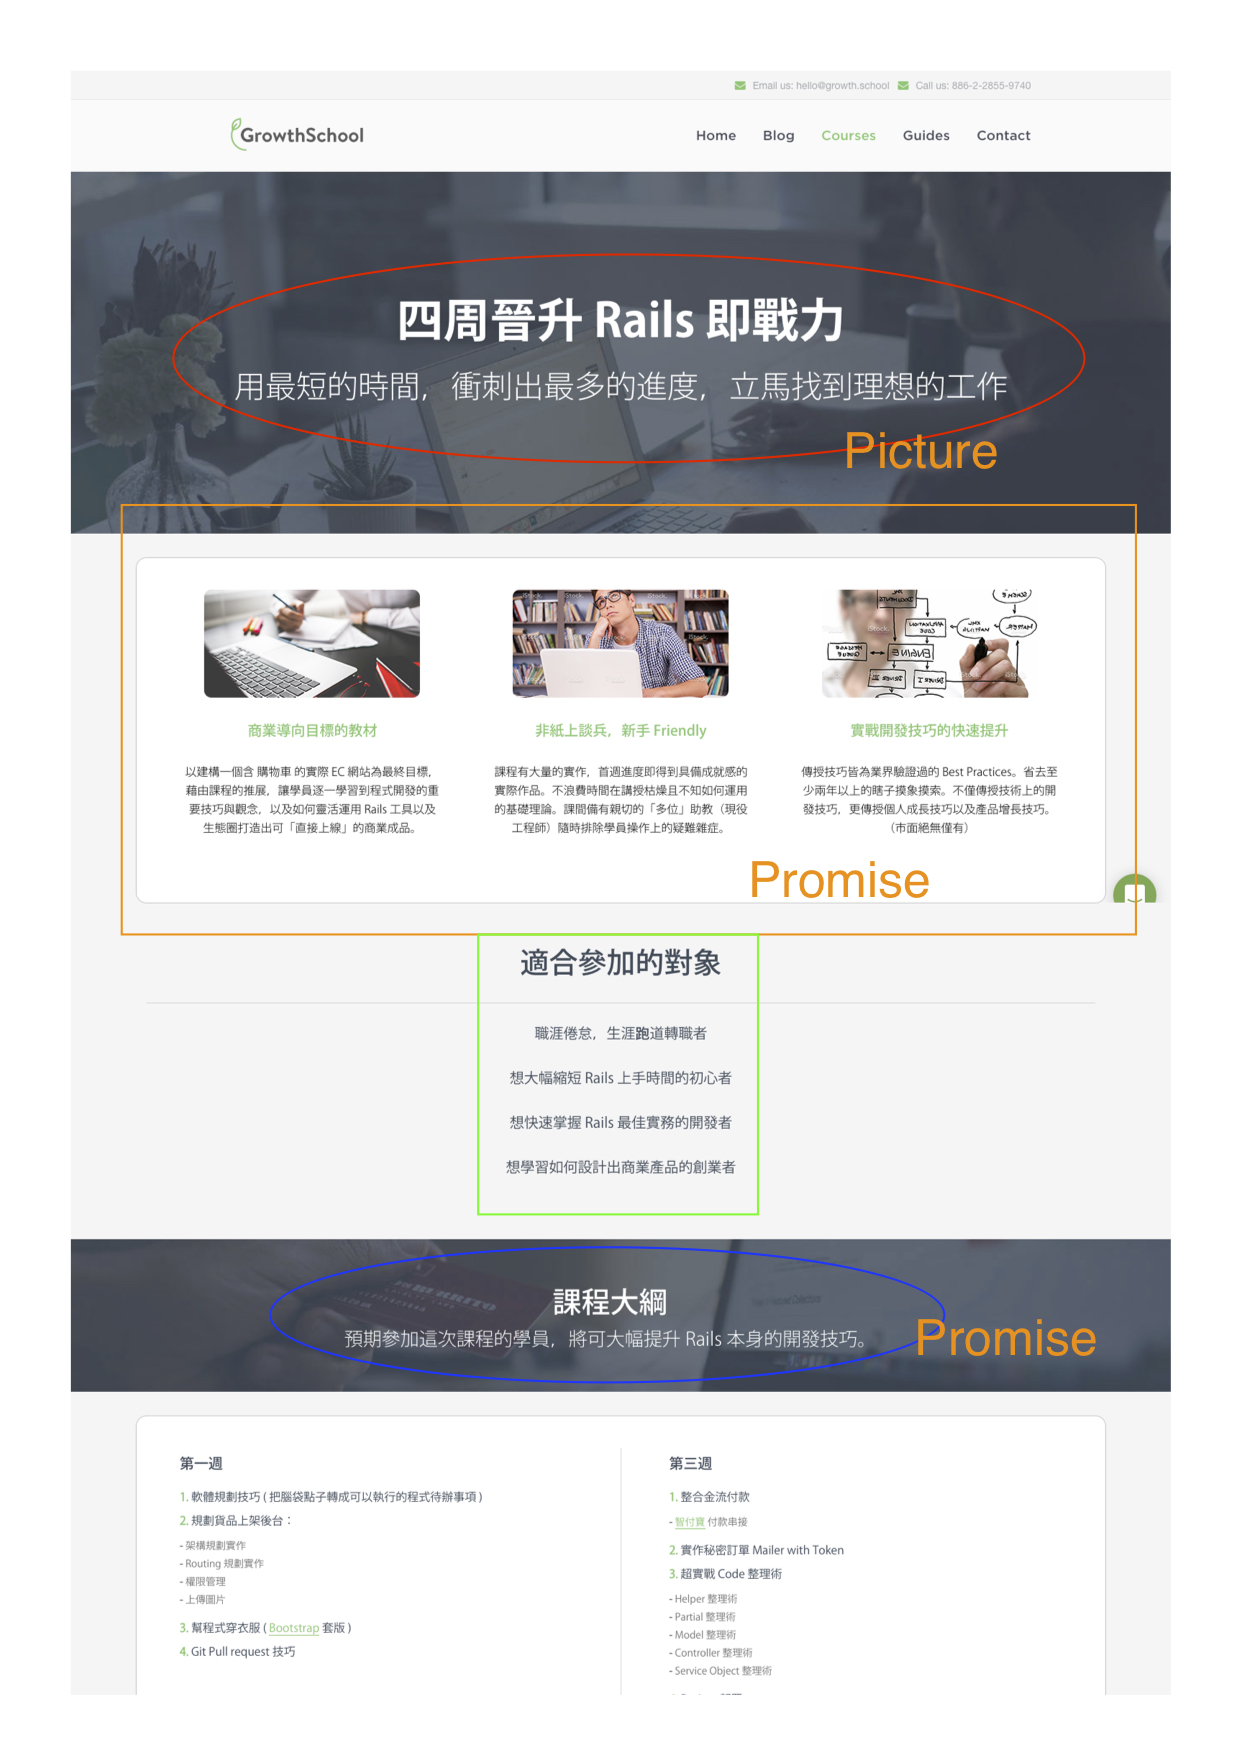 Email us: hello@growth.school Call us: 886-2-2855-9740
GrowthSchool
Home Blog Courses Guides Contact
四周晉升 Rails 即戰力
用最短的時間，衝刺出最多的進度，立馬找到理想的工作
Picture
商業導向目標的教材
以建構一個含 購物車 的實際 EC 網站為最終目標，
藉由課程的推展，讓學員逐一學習到程式開發的重
要技巧與觀念，以及如何靈活運用 Rails 工具以及
生態圈打造出可「直接上線」的商業成品。
非紙上談兵，新手 Friendly
課程有大量的實作，首週進度即得到具備成就感的
實際作品。不浪費時間在講授枯燥且不知如何運用
的基礎理論。課間備有親切的「多位」助教（現役
工程師）隨時排除學員操作上的疑難雜症。
實戰開發技巧的快速提升
傳授技巧皆為業界驗證過的 Best Practices。省去至
少兩年以上的瞎子摸象摸索。不僅傳授技術上的開
發技巧，更傳授個人成長技巧以及產品增長技巧。
（市面絕無僅有）
Promise
適合參加的對象
職涯倦怠，生涯跑道轉職者
想大幅縮短 Rails 上手時間的初心者
想快速掌握 Rails 最佳實務的開發者
想學習如何設計出商業產品的創業者
課程大綱
預期參加這次課程的學員，將可大幅提升 Rails 本身的開發技巧。
Promise
第一週
1. 軟體規劃技巧 ( 把腦袋點子轉成可以執行的程式待辦事項 )
2. 規劃貨品上架後台：
- 架構規劃實作
- Routing 規劃實作
- 權限管理
- 上傳圖片
3. 幫程式穿衣服 ( Bootstrap 套版 )
4. Git Pull request 技巧
第三週
1. 整合金流付款
- 智付寶 付款串接
2. 實作秘密訂單 Mailer with Token
3. 超實戰 Code 整理術
- Helper 整理術
- Partial 整理術
- Model 整理術
- Controller 整理術
- Service Object 整理術